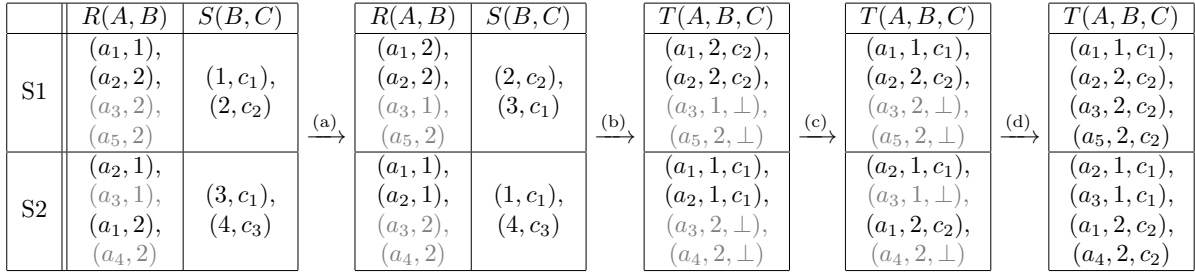 R(A, B) S(B, C) R(A, B) S(B, C) T(A, B, C) T(A, B, C) T(A, B, C)
(a₁, 1), (a₁, 2), (a₁, 2, c₂), (a₁, 1, c₁), (a₁, 1, c₁),
S1 (a₂, 2), (1, c₁), (a₂, 2), (2, c₂), (a₂, 2, c₂), (a₂, 2, c₂), (a₂, 2, c₂),
(a₃, 2), (2, c₂) (a₃, 1), (3, c₁) (a₃, 1, ⊥), (a₃, 2, ⊥), (a₃, 2, c₂),
(a₅, 2) (a) (a₅, 2) (b) (a₅, 2, ⊥) (c) (a₅, 2, ⊥) (d) (a₅, 2, c₂)
(a₂, 1), (a₁, 1), (a₁, 1, c₁), (a₂, 1, c₁), (a₂, 1, c₁),
S2 (a₃, 1), (3, c₁), (a₂, 1), (1, c₁), (a₂, 1, c₁), (a₃, 1, ⊥), (a₃, 1, c₁),
(a₁, 2), (4, c₃) (a₃, 2), (4, c₃) (a₃, 2, ⊥), (a₁, 2, c₂), (a₁, 2, c₂),
(a₄, 2) (a₄, 2) (a₄, 2, ⊥) (a₄, 2, ⊥) (a₄, 2, c₂)